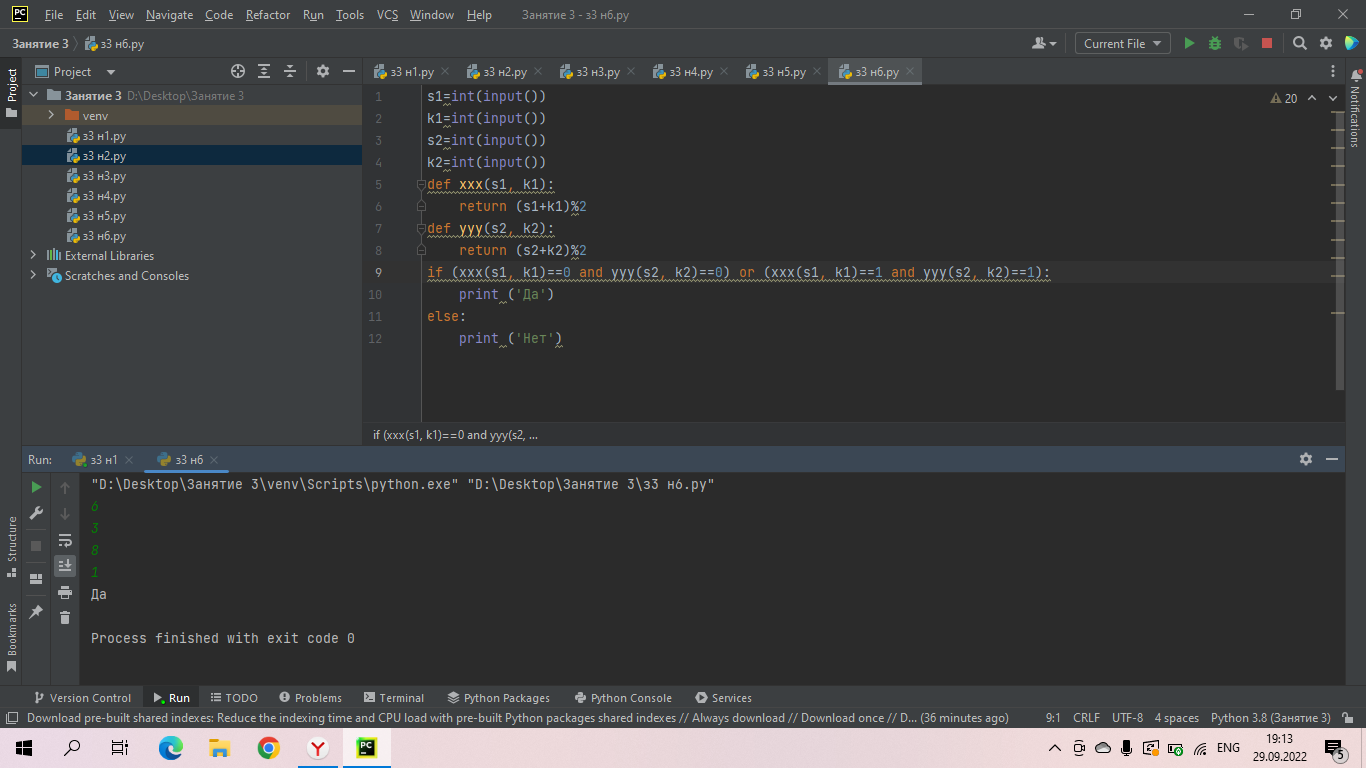 PC File Edit View Navigate Code Refactor Run Tools VCS Window Help Занятие 3 - з3 н6.py
Занятие 3 з3 н6.py Current File
Project з3 н1.py з3 н2.py з3 н3.py з3 н4.py з3 н5.py з3 н6.py
Project
Notifications
Занятие 3 D:\Desktop\Занятие 3
venv
з3 н1.py
з3 н2.py
з3 н3.py
з3 н4.py
з3 н5.py
з3 н6.py
External Libraries
Scratches and Consoles
20
1 s1=int(input())
2 k1=int(input())
3 s2=int(input())
4 k2=int(input())
5 def xxx(s1, k1):
6 return (s1+k1)%2
7 def yyy(s2, k2):
8 return (s2+k2)%2
9 if (xxx(s1, k1)==0 and yyy(s2, k2)==0) or (xxx(s1, k1)==1 and yyy(s2, k2)==1):
10 print ('Да')
11 else:
12 print ('Нет')
if (xxx(s1, k1)==0 and yyy(s2, ...
Run: з3 н1 з3 н6
"D:\Desktop\Занятие 3\venv\Scripts\python.exe" "D:\Desktop\Занятие 3\з3 н6.py"
6
3
8
1
Да
Process finished with exit code 0
Structure
Bookmarks
Version Control Run TODO Problems Terminal Python Packages Python Console Services
Download pre-built shared indexes: Reduce the indexing time and CPU load with pre-built Python packages shared indexes // Always download // Download once // D... (36 minutes ago) 9:1 CRLF UTF-8 4 spaces Python 3.8 (Занятие 3)
PC ENG 19:13
29.09.2022 5